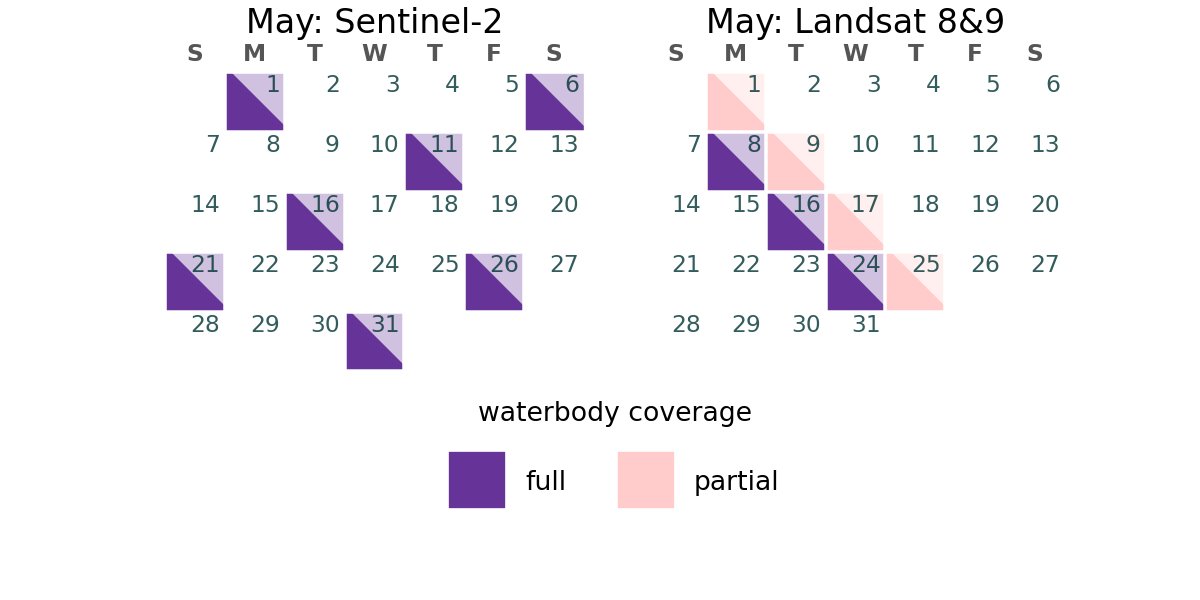 May: Sentinel-2
S M T W T F S
1 2 3 4 5 6
7 8 9 10 11 12 13
14 15 16 17 18 19 20
21 22 23 24 25 26 27
28 29 30 31
May: Landsat 8&9
S M T W T F S
1 2 3 4 5 6
7 8 9 10 11 12 13
14 15 16 17 18 19 20
21 22 23 24 25 26 27
28 29 30 31
waterbody coverage
full partial